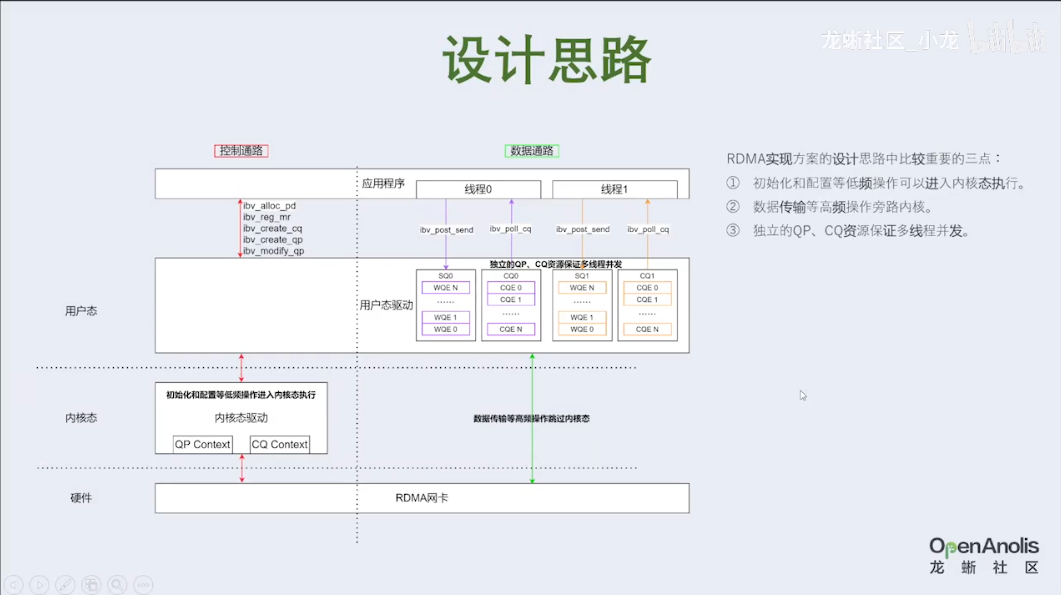 设计思路
龙蜥社区_小龙 bilibili
控制通路
数据通路
RDMA实现方案的设计思路中比较重要的三点：
① 初始化和配置等低频操作可以进入内核态执行。
② 数据传输等高频操作旁路内核。
③ 独立的QP、CQ资源保证多线程并发。
应用程序
线程0
线程1
ibv_alloc_pd
ibv_reg_mr
ibv_create_cq
ibv_create_qp
ibv_modify_qp
ibv_post_send
ibv_poll_cq
ibv_post_send
ibv_poll_cq
独立的QP、CQ资源保证多线程并发
用户态
用户态驱动
SQ0
WQE N
......
WQE 1
WQE 0
CQ0
CQE 0
CQE 1
......
CQE N
SQ1
WQE N
......
WQE 1
WQE 0
CQ1
CQE 0
CQE 1
......
CQE N
内核态
初始化和配置等低频操作进入内核态执行
内核态驱动
QP Context
CQ Context
数据传输等高频操作跳过内核态
硬件
RDMA网卡
OpenAnolis
龙蜥社区